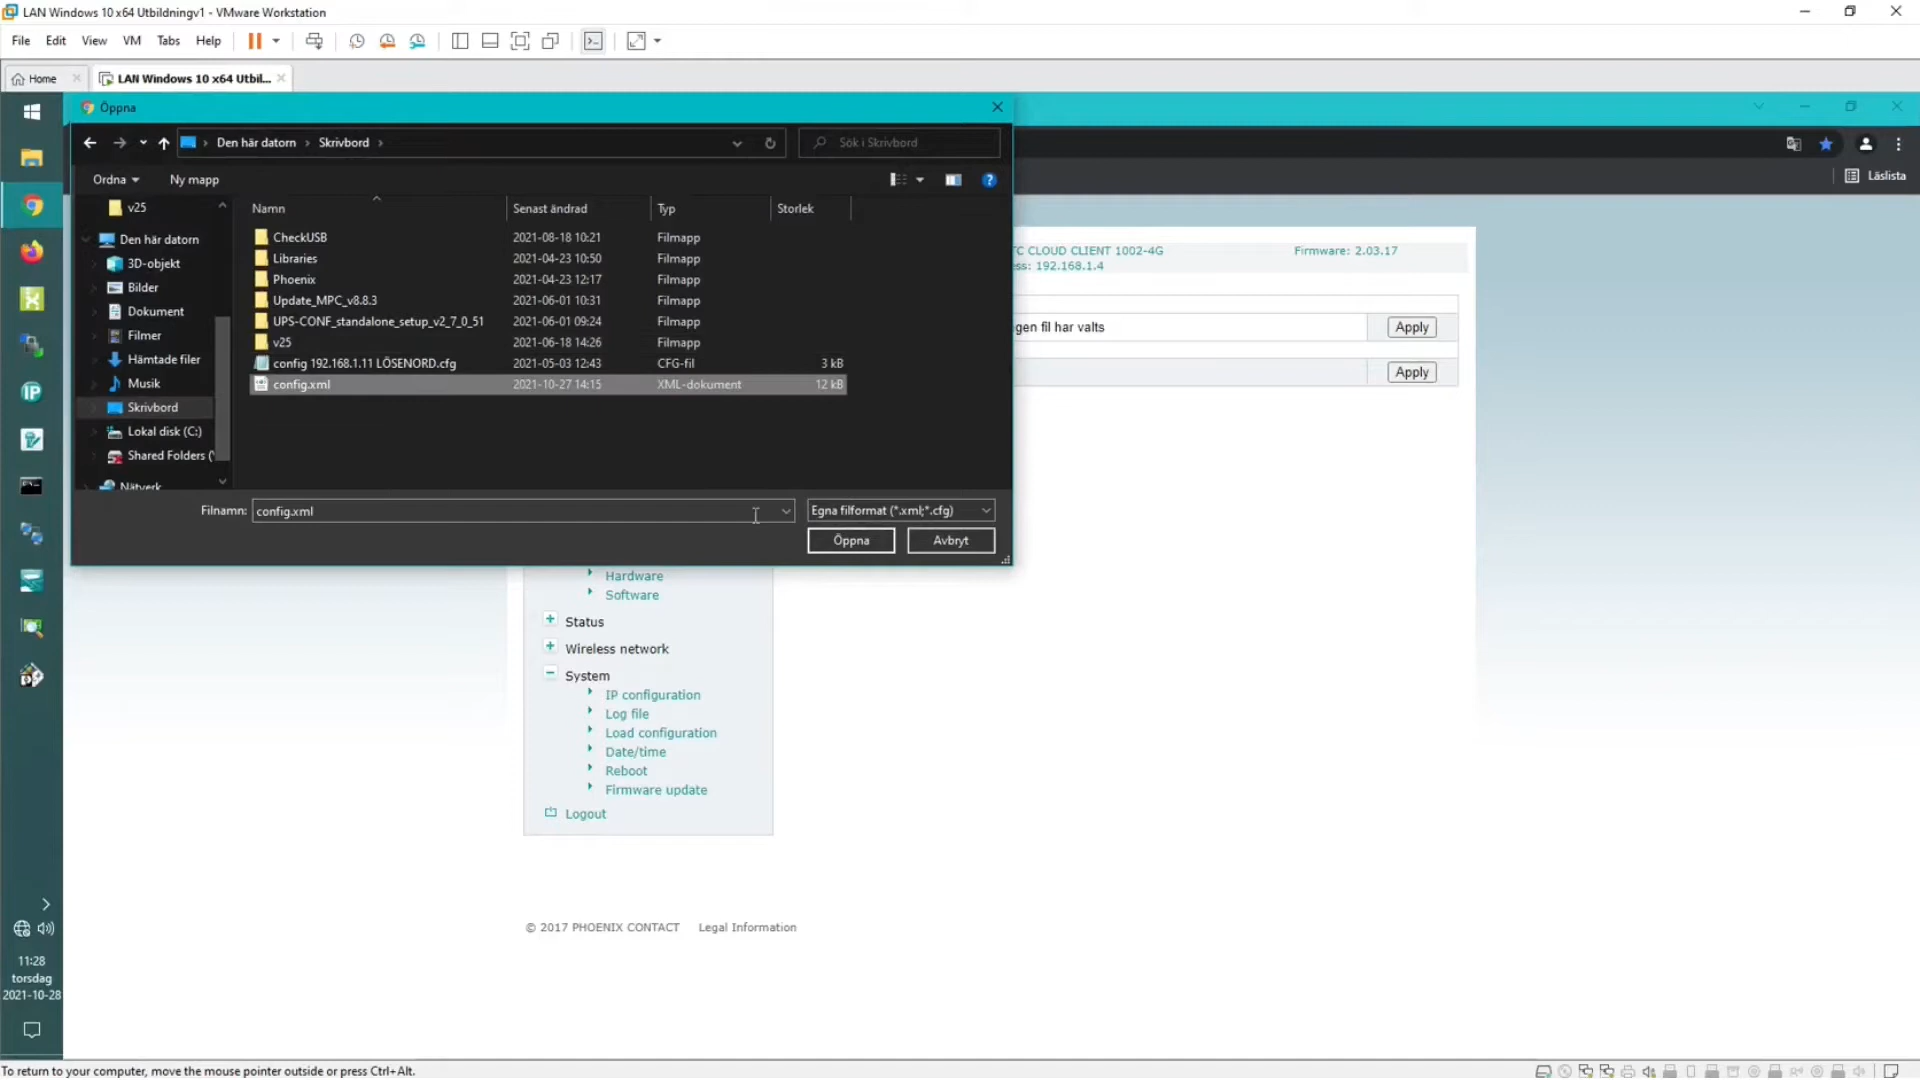 LAN Windows 10 x64 Utbildningv1 - VMware Workstation
File Edit View VM Tabs Help
Home LAN Windows 10 x64 Utbil...
Öppna
Den här datorn Skrivbord Sök i Skrivbord
Ordna Ny mapp
Läslista
v25
Den här datorn
3D-objekt
Bilder
Dokument
Filmer
Hämtade filer
Musik
Skrivbord
Lokal disk (C:)
Shared Folders ('
Nätverk
Namn Senast ändrad Typ Storlek
CheckUSB 2021-08-18 10:21 Filmapp
Libraries 2021-04-23 10:50 Filmapp
Phoenix 2021-04-23 12:17 Filmapp
Update_MPC_v8.8.3 2021-06-01 10:31 Filmapp
UPS-CONF_standalone_setup_v2_7_0_51 2021-06-01 09:24 Filmapp
v25 2021-06-18 14:26 Filmapp
config 192.168.1.11 LÖSENORD.cfg 2021-05-03 12:43 CFG-fil 3 kB
config.xml 2021-10-27 14:15 XML-dokument 12 kB
Filnamn: config.xml Egna filformat (*.xml;*.cfg)
Öppna Avbryt
TC CLOUD CLIENT 1002-4G Firmware: 2.03.17
ess: 192.168.1.4
gen fil har valts Apply
Apply
Hardware
Software
Status
Wireless network
System
IP configuration
Log file
Load configuration
Date/time
Reboot
Firmware update
Logout
© 2017 PHOENIX CONTACT Legal Information
IP
11:28
torsdag
2021-10-28
To return to your computer, move the mouse pointer outside or press Ctrl+Alt.